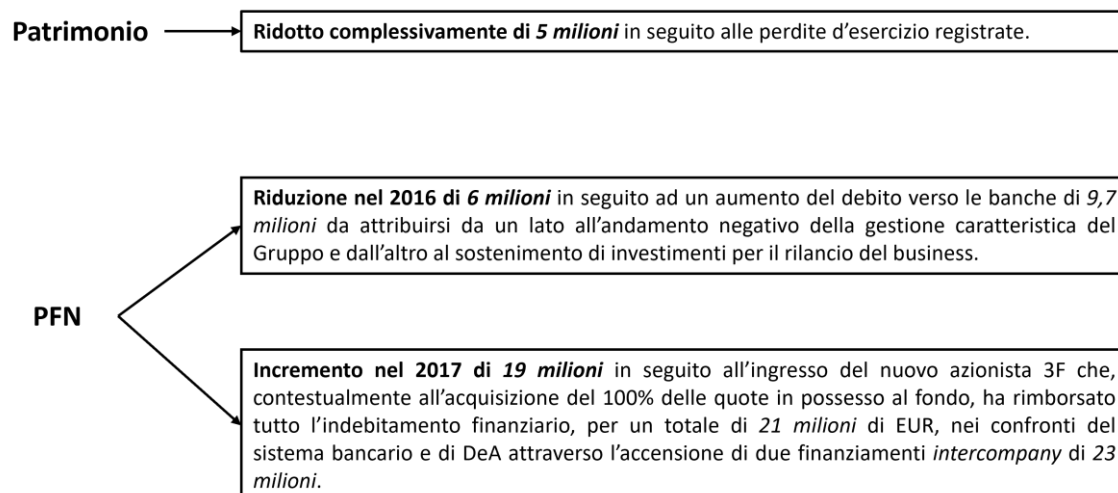 Patrimonio
Ridotto complessivamente di 5 milioni in seguito alle perdite d'esercizio registrate.
Riduzione nel 2016 di 6 milioni in seguito ad un aumento del debito verso le banche di 9,7
milioni da attribuirsi da un lato all'andamento negativo della gestione caratteristica del
Gruppo e dall'altro al sostenimento di investimenti per il rilancio del business.
PFN
Incremento nel 2017 di 19 milioni in seguito all'ingresso del nuovo azionista 3F che,
contestualmente all'acquisizione del 100% delle quote in possesso al fondo, ha rimborsato
tutto l'indebitamento finanziario, per un totale di 21 milioni di EUR, nei confronti del
sistema bancario e di DeA attraverso l'accensione di due finanziamenti intercompany di 23
milioni.